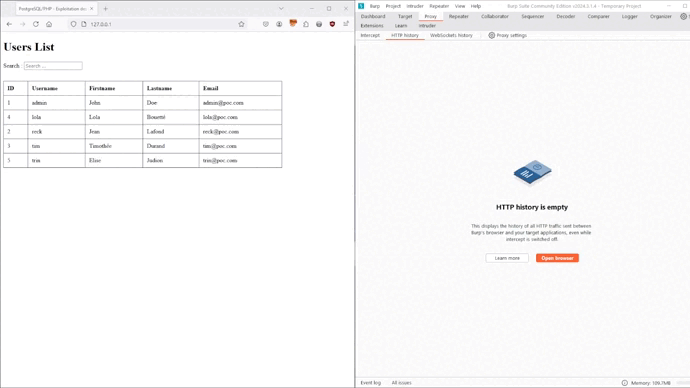 PostgreSQL/PHP - Exploitation do
127.0.0.1
Users List
Search : Search ...
ID Username Firstname Lastname Email
1 admin John Doe admin@poc.com
4 lola Lola Bouetté lola@poc.com
2 reck Jean Lafond reck@poc.com
3 tim Timothée Durand tim@poc.com
5 trin Elise Judson trin@poc.com
Burp Project Intruder Repeater View Help
Burp Suite Community Edition v2024.2.1.4 - Temporary Project
Dashboard Target Proxy Repeater Collaborator Sequencer Decoder Comparer Logger Organizer
Extensions Learn Intruder
Intercept HTTP history WebSockets history Proxy settings
HTTP history is empty
This displays the history of all HTTP traffic sent between
Burp's browser and your target applications, even while
intercept is switched off.
Learn more Open browser
Event log All issues
Memory: 109.7MB